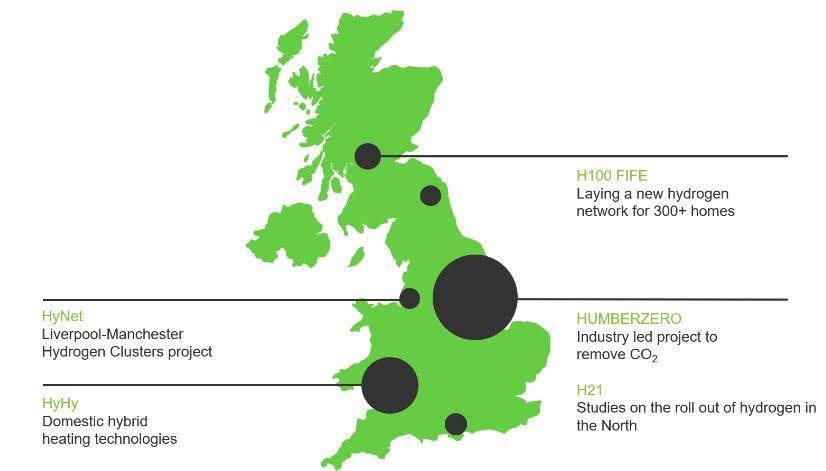 H100 FIFE
Laying a new hydrogen
network for 300+ homes
HyNet
Liverpool-Manchester
Hydrogen Clusters project
HUMBERZERO
Industry led project to
remove CO₂
HyHy
Domestic hybrid
heating technologies
H21
Studies on the roll out of hydrogen in
the North